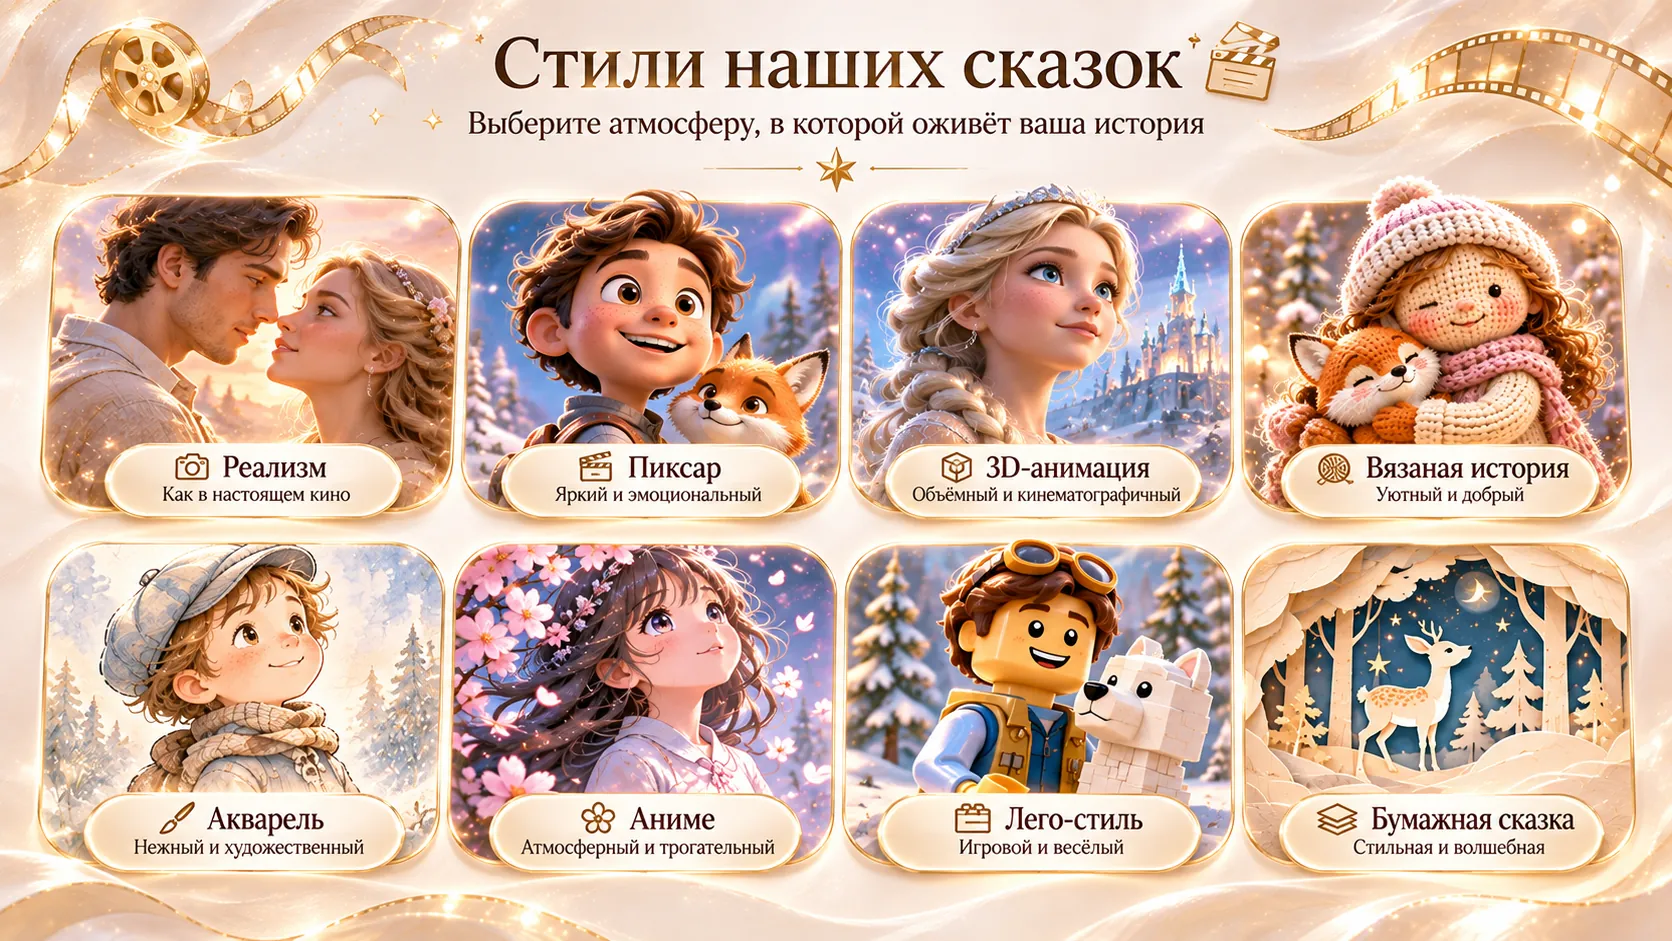 Стили наших сказок
Выберите атмосферу, в которой оживёт ваша история
Реализм
Как в настоящем кино
Пиксар
Яркий и эмоциональный
3D-анимация
Объёмный и кинематографичный
Вязаная история
Уютный и добрый
Акварель
Нежный и художественный
Аниме
Атмосферный и трогательный
Лего-стиль
Игровой и весёлый
Бумажная сказка
Стильная и волшебная